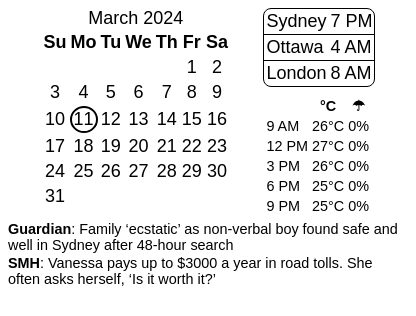 March 2024
Su Mo Tu We Th Fr Sa
1 2
3 4 5 6 7 8 9
10 11 12 13 14 15 16
17 18 19 20 21 22 23
24 25 26 27 28 29 30
31
Sydney 7 PM
Ottawa 4 AM
London 8 AM
°C ☂
9 AM 26°C 0%
12 PM 27°C 0%
3 PM 26°C 0%
6 PM 25°C 0%
9 PM 25°C 0%
Guardian: Family ‘ecstatic’ as non-verbal boy found safe and
well in Sydney after 48-hour search
SMH: Vanessa pays up to $3000 a year in road tolls. She
often asks herself, ‘Is it worth it?’